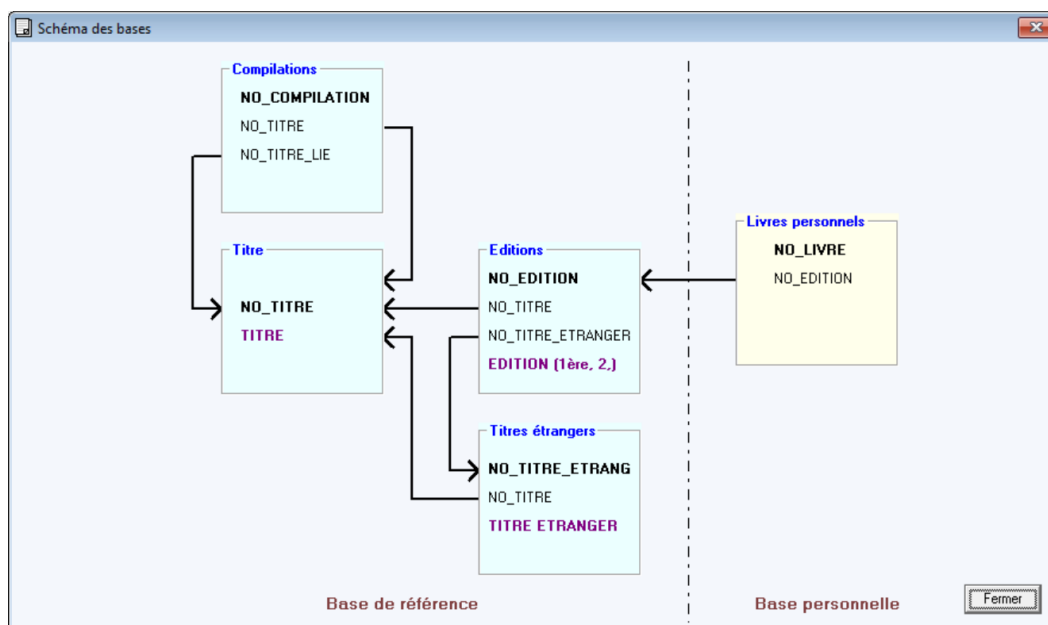 Schéma des bases
Compilations
NO_COMPILATION
NO_TITRE
NO_TITRE_LIE
Titre
NO_TITRE
TITRE
Editions
NO_EDITION
NO_TITRE
NO_TITRE_ETRANGER
EDITION (1ère, 2,)
Livres personnels
NO_LIVRE
NO_EDITION
Titres étrangers
NO_TITRE_ETRANG
NO_TITRE
TITRE ETRANGER
Base de référence
Base personnelle
Fermer